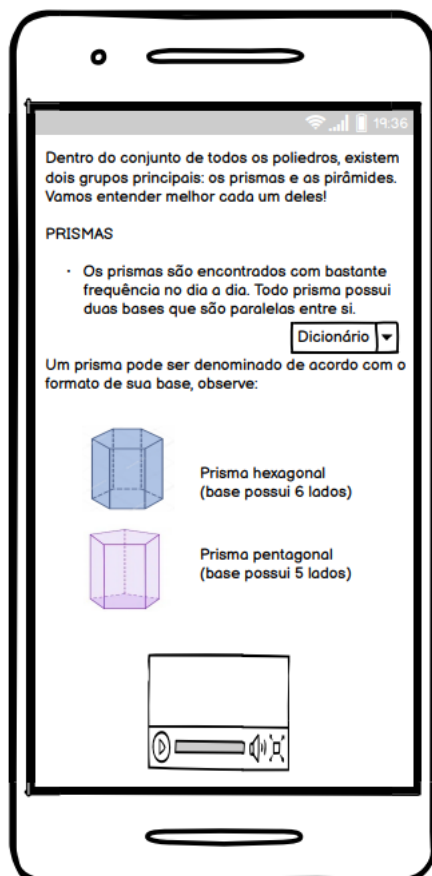 19:36
Dentro do conjunto de todos os poliedros, existem
dois grupos principais: os prismas e as pirâmides.
Vamos entender melhor cada um deles!
PRISMAS
· Os prismas são encontrados com bastante
frequência no dia a dia. Todo prisma possui
duas bases que são paralelas entre si.
Dicionário
Um prisma pode ser denominado de acordo com o
formato de sua base, observe:
Prisma hexagonal
(base possui 6 lados)
Prisma pentagonal
(base possui 5 lados)